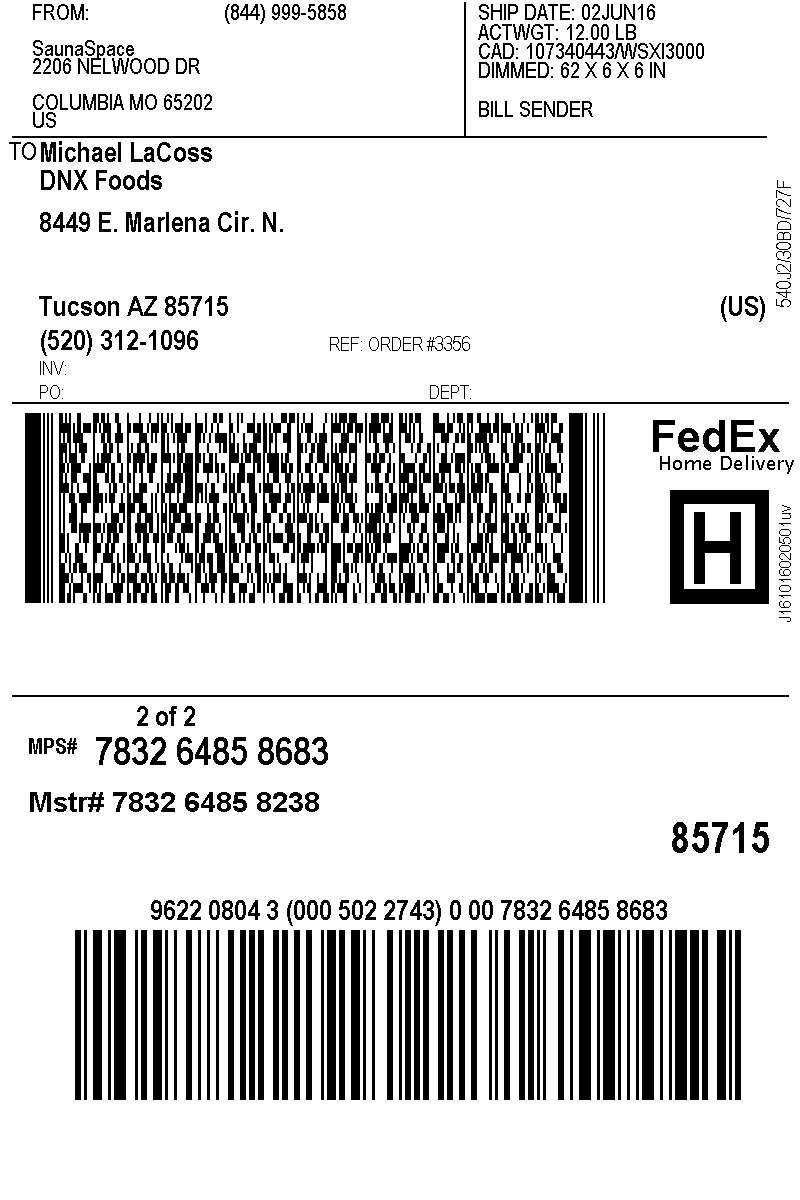 FROM: (844) 999-5858
SaunaSpace
2206 NELWOOD DR
COLUMBIA MO 65202
US
SHIP DATE: 02JUN16
ACTWGT: 12.00 LB
CAD: 107340443/WSXI3000
DIMMED: 62 X 6 X 6 IN
BILL SENDER
TO Michael LaCoss
DNX Foods
8449 E. Marlena Cir. N.
Tucson AZ 85715 (US)
(520) 312-1096 REF: ORDER #3356
INV:
PO: DEPT:
540J2/30BD/727F
FedEx
Home Delivery
H
J161016020501uv
2 of 2
MPS# 7832 6485 8683
Mstr# 7832 6485 8238
85715
9622 0804 3 (000 502 2743) 0 00 7832 6485 8683